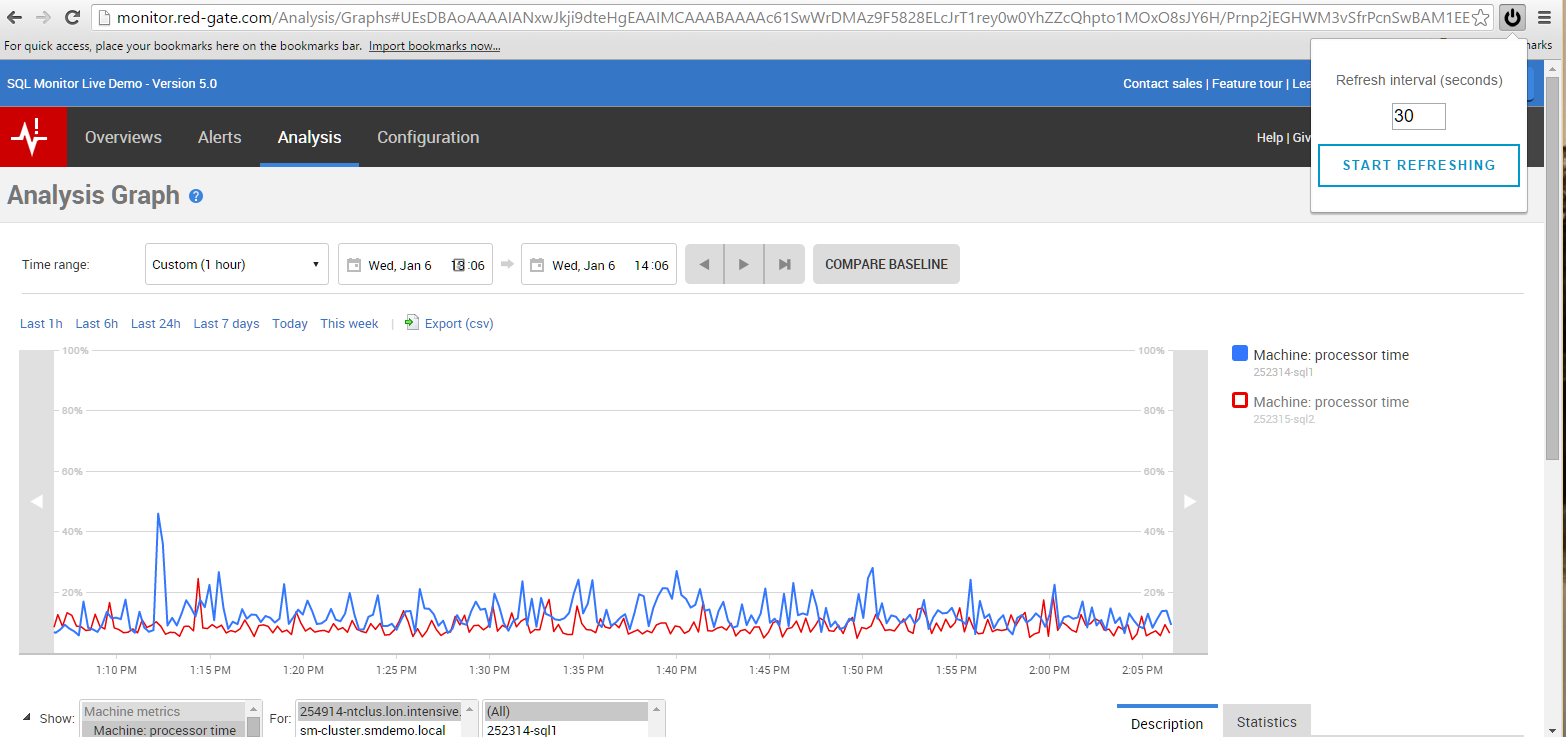 monitor.red-gate.com/Analysis/Graphs#UEsDBAoAAAAIANxwJkji9dteHgEAAIMCAAABAAAAc61SwWrDMAz9F5828ELcJrT1rey0w0YhZZcQhpto1MOxO8sJY6H/Prnp2jEGHWM3vSfrPcnSwBAM1EE
For quick access, place your bookmarks here on the bookmarks bar. Import bookmarks now...
arks
Refresh interval (seconds)
30
START REFRESHING
SQL Monitor Live Demo - Version 5.0
Contact sales | Feature tour | Lea
Overviews Alerts Analysis Configuration
Help | Giv
Analysis Graph ?
Time range: Custom (1 hour) Wed, Jan 6 13:06 Wed, Jan 6 14:06 COMPARE BASELINE
Last 1h Last 6h Last 24h Last 7 days Today This week | Export (csv)
100% 100%
80% 80%
60% 60%
40% 40%
20% 20%
1:10 PM 1:15 PM 1:20 PM 1:25 PM 1:30 PM 1:35 PM 1:40 PM 1:45 PM 1:50 PM 1:55 PM 2:00 PM 2:05 PM
Machine: processor time
252314-sql1
Machine: processor time
252315-sql2
Show: Machine metrics For: 254914-ntclus.lon.intensive. (All)
Machine: processor time sm-cluster.smdemo.local 252314-sql1
Description Statistics